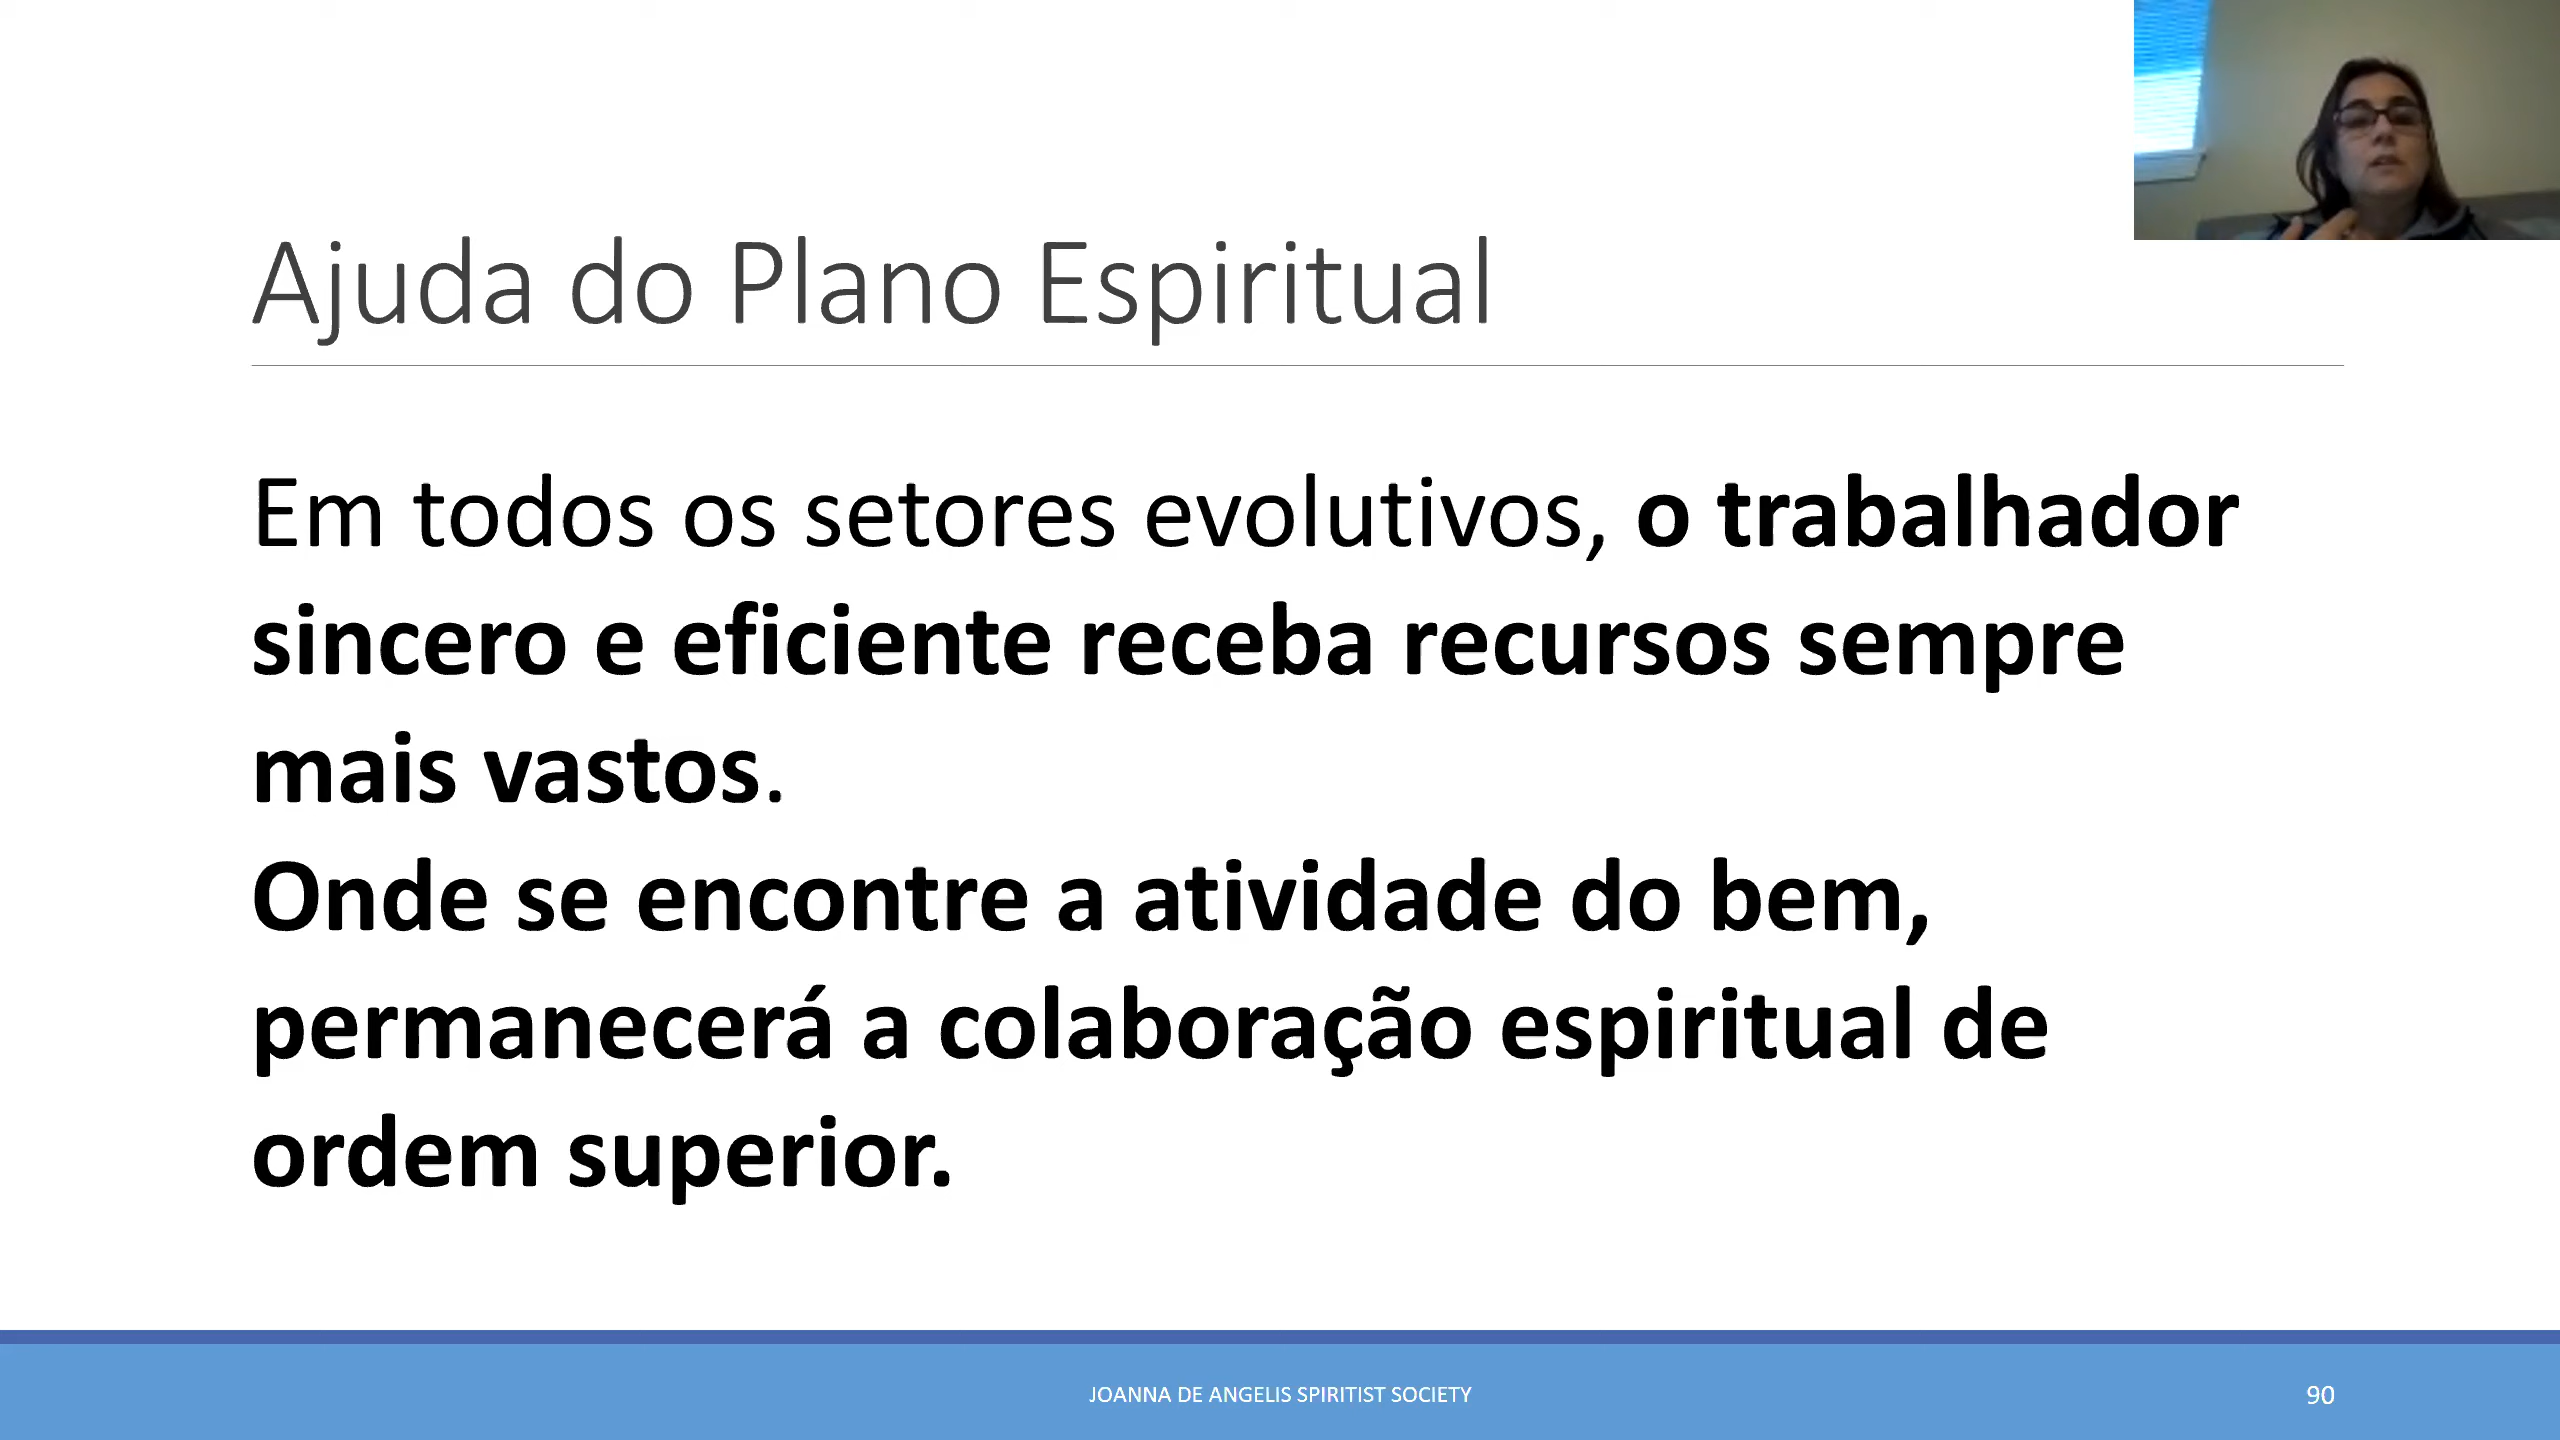 Ajuda do Plano Espiritual
Em todos os setores evolutivos, o trabalhador
sincero e eficiente receba recursos sempre
mais vastos.
Onde se encontre a atividade do bem,
permanecerá a colaboração espiritual de
ordem superior.
JOANNA DE ANGELIS SPIRITIST SOCIETY
90